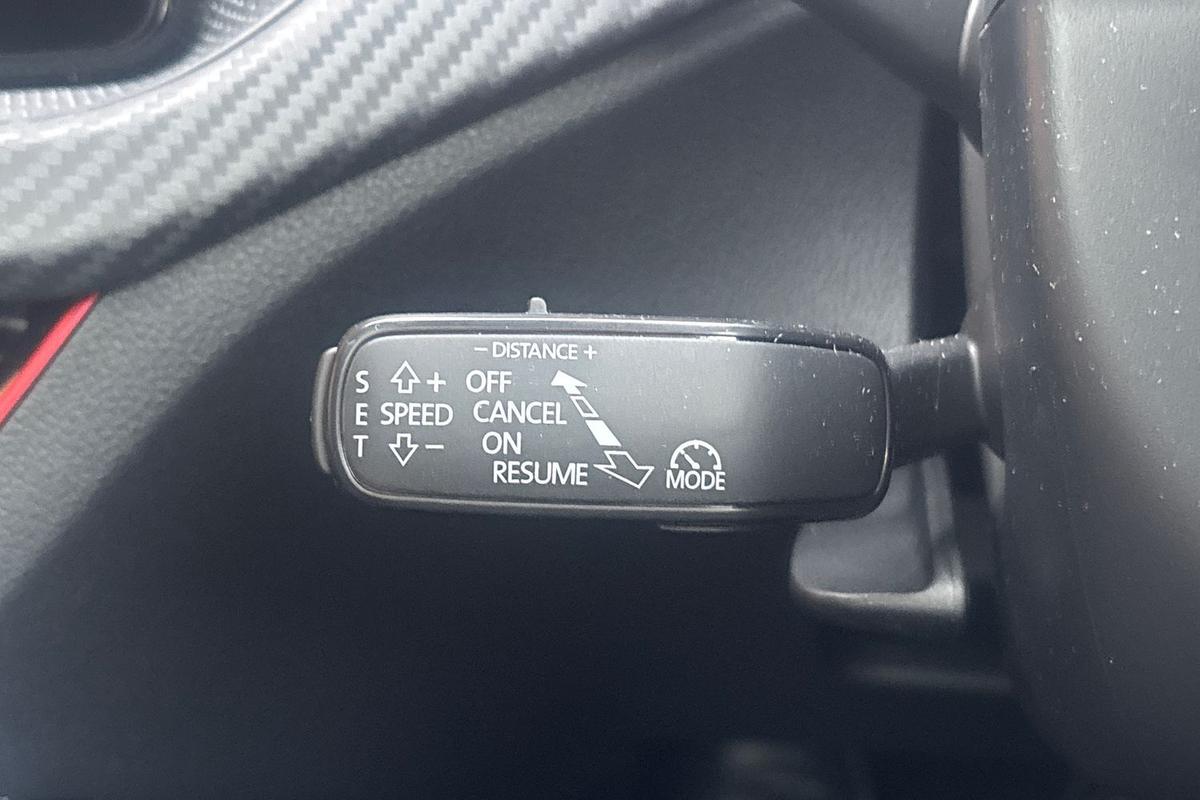 - DISTANCE +
S + OFF
E SPEED CANCEL
T - ON
RESUME MODE